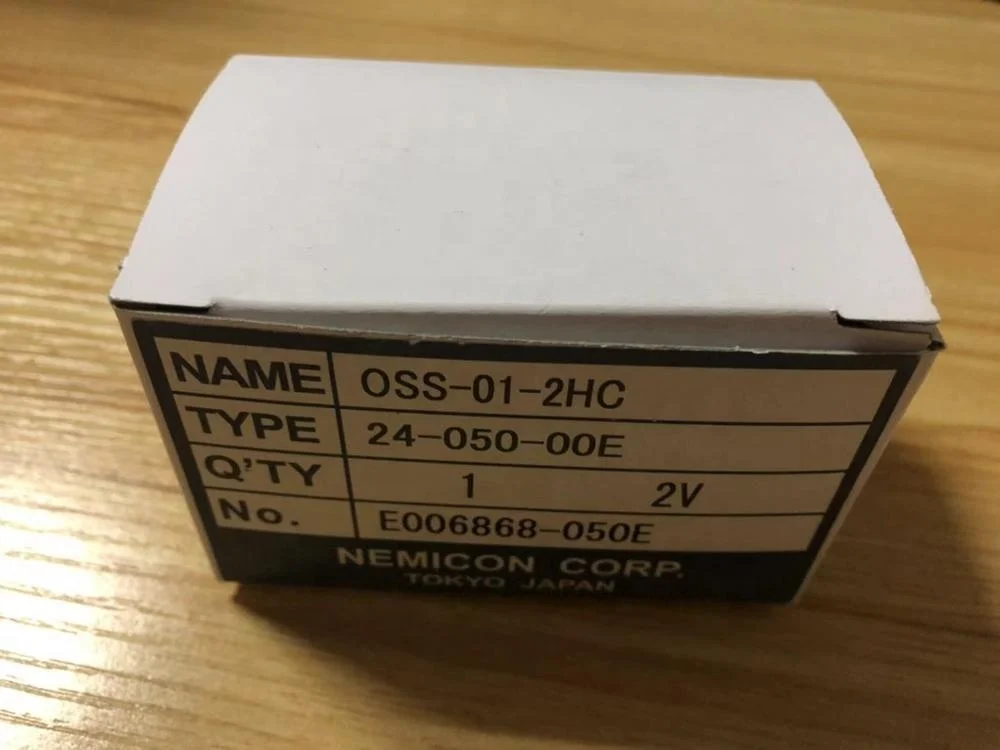 NAME OSS-01-2HC
TYPE 24-050-00E
Q'TY 1 2V
No. E006868-050E
NEMICON CORP.
TOKYO JAPAN